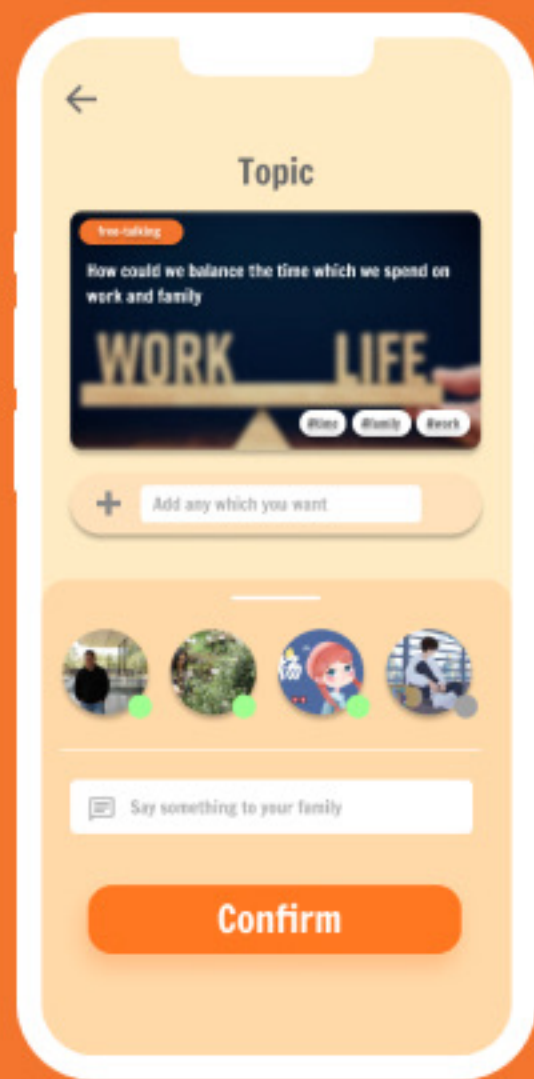 Topic
free-talking
How could we balance the time which we spend on
work and family
WORK LIFE
#time #family #work
Add any which you want
Say something to your family
Confirm